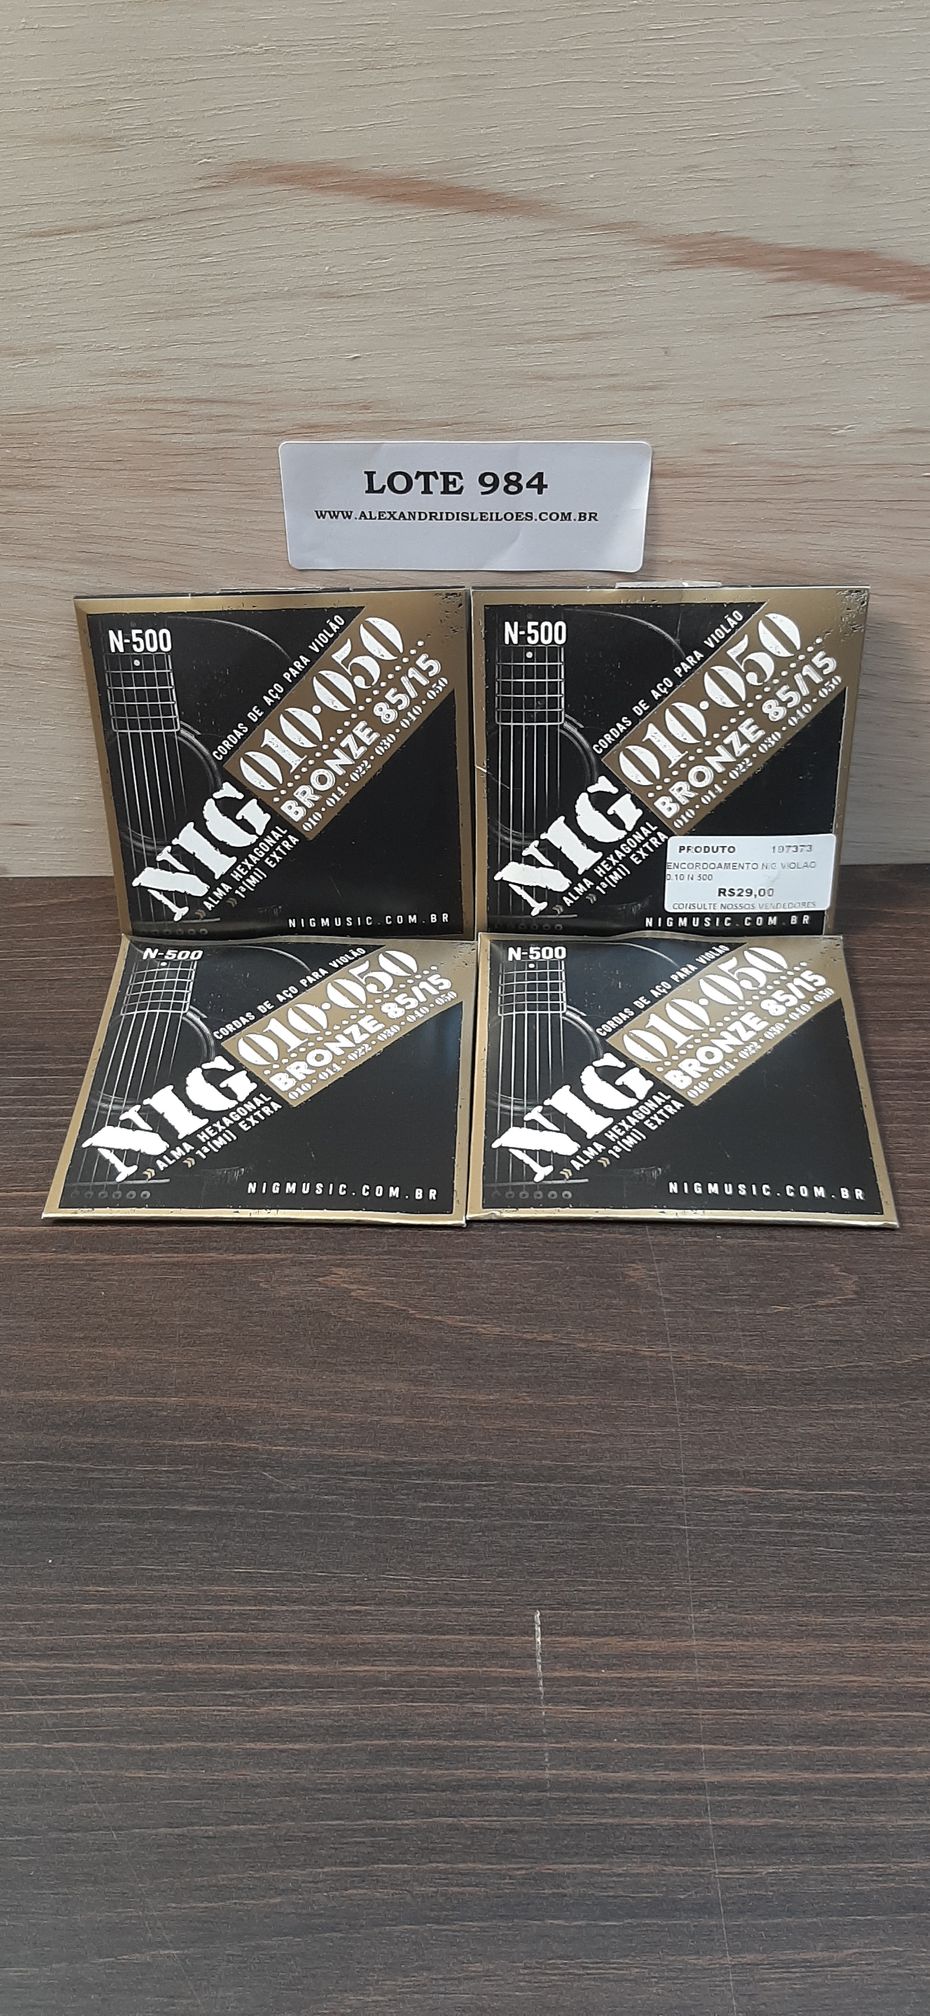 LOTE 984
WWW.ALEXANDRIDISLEILOES.COM.BR
N-500
CORDAS DE AÇO PARA VIOLÃO
010•050
BRONZE 85/15
010 • 014 • 022 • 030 • 040 • 050
NIG
» ALMA HEXAGONAL
» 1ª(MI) EXTRA
NIGMUSIC.COM.BR
N-500
CORDAS DE AÇO PARA VIOLÃO
010•050
BRONZE 85/15
010 • 014 • 022 • 030 • 040 • 050
NIG
» ALMA HEXAGONAL
» 1ª(MI) EXTRA
PRODUTO 197373
ENCORDOAMENTO NIG VIOLAO
0.10 N 500
R$29,00
CONSULTE NOSSOS VENDEDORES
NIGMUSIC.COM.BR
N-500
CORDAS DE AÇO PARA VIOLÃO
010•050
BRONZE 85/15
010 • 014 • 022 • 030 • 040 • 050
NIG
» ALMA HEXAGONAL
» 1ª(MI) EXTRA
NIGMUSIC.COM.BR
N-500
CORDAS DE AÇO PARA VIOLÃO
010•050
BRONZE 85/15
010 • 014 • 022 • 030 • 040 • 050
NIG
» ALMA HEXAGONAL
» 1ª(MI) EXTRA
NIGMUSIC.COM.BR